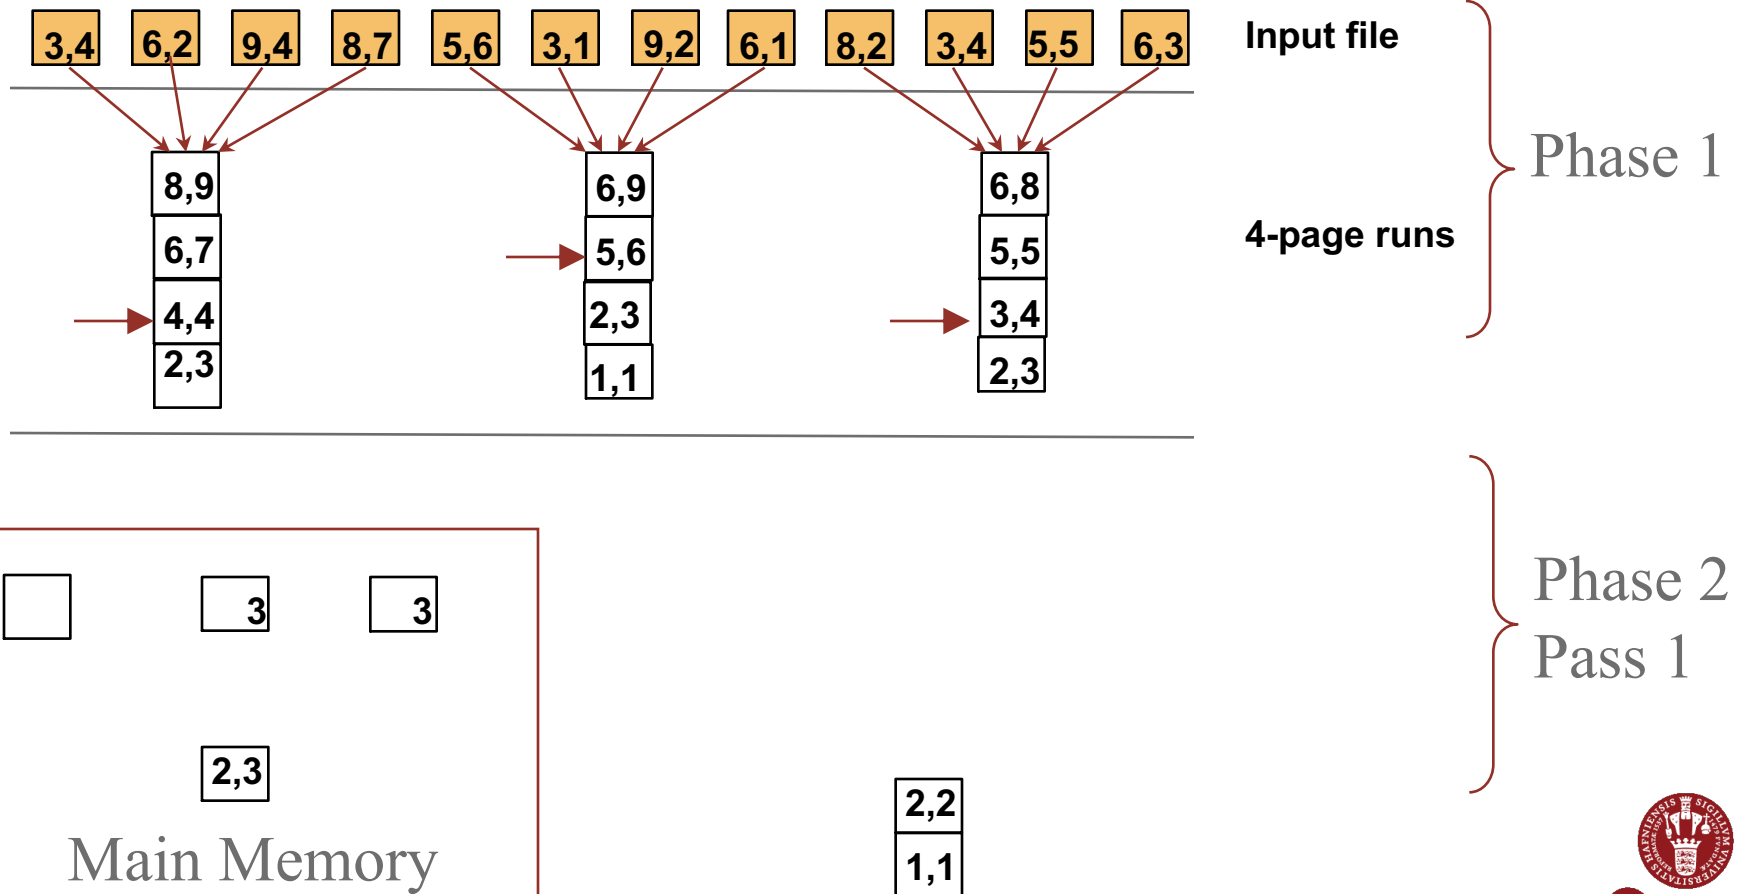 3,4 6,2 9,4 8,7 5,6 3,1 9,2 6,1 8,2 3,4 5,5 6,3 Input file
Phase 1
8,9 6,9 6,8
6,7 5,6 5,5 4-page runs
4,4 2,3 3,4
2,3 1,1 2,3
Phase 2
3 3
Pass 1
2,3
2,2
Main Memory 1,1